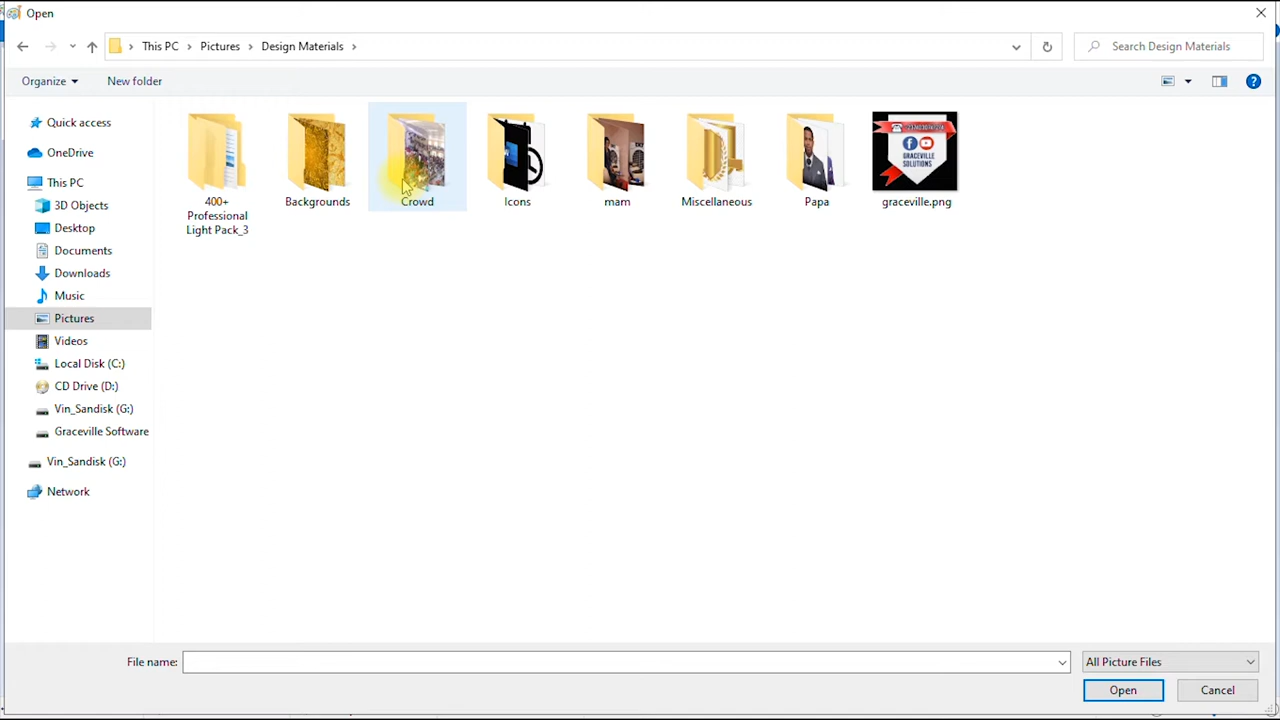 Open
This PC
Pictures
Design Materials
Search Design Materials
Organize
New folder
Quick access
OneDrive
This PC
3D Objects
Desktop
Documents
Downloads
Music
Pictures
Videos
Local Disk (C:)
CD Drive (D:)
Vin_Sandisk (G:)
Graceville Software
Vin_Sandisk (G:)
Network
400+
Professional
Light Pack_3
Backgrounds
Crowd
Icons
mam
Miscellaneous
Papa
GRACEVILLE
SOLUTIONS
graceville.png
File name:
All Picture Files
Open
Cancel